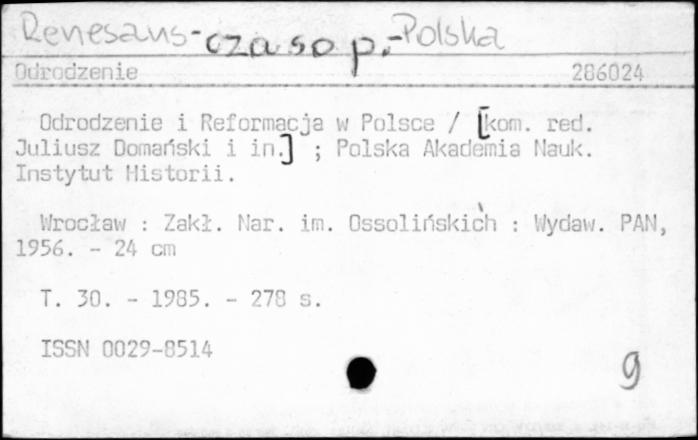 Renesans-czasop.-Polska
Odrodzenie 286024
Odrodzenie i Reformacja w Polsce / [kom. red.
Juliusz Domański i in.] ; Polska Akademia Nauk.
Instytut Historii.
Wrocław : Zakł. Nar. im. Ossolińskich : Wydaw. PAN,
1956. - 24 cm
T. 30. - 1985. - 278 s.
ISSN 0029-8514
9